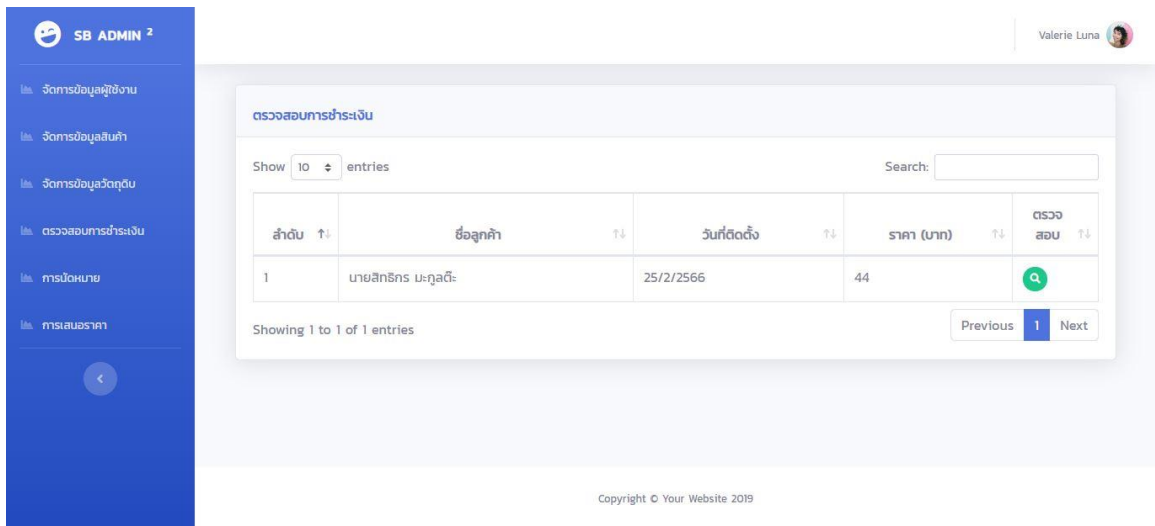 SB ADMIN 2
Valerie Luna
จัดการข้อมูลผู้ใช้งาน
จัดการข้อมูลสินค้า
จัดการข้อมูลวัตถุดิบ
ตรวจสอบการชำระเงิน
การนัดหมาย
การเสนอราคา
ตรวจสอบการชำระเงิน
Show 10 entries
Search:
ลำดับ ชื่อลูกค้า วันที่ติดตั้ง ราคา (บาท) ตรวจ
สอบ
1 นายสิทธิกร มะกูลต๊ะ 25/2/2566 44
Showing 1 to 1 of 1 entries
Previous 1 Next
Copyright © Your Website 2019